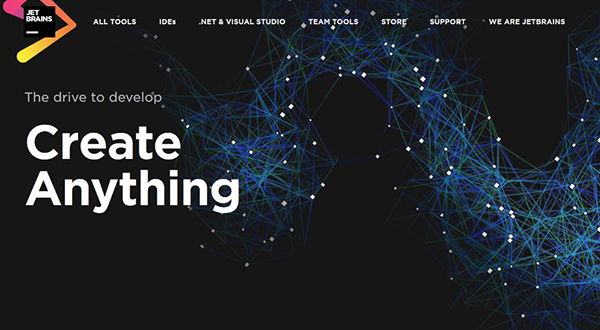 JET
BRAINS
ALL TOOLS
IDEs
.NET & VISUAL STUDIO
TEAM TOOLS
STORE
SUPPORT
WE ARE JETBRAINS
The drive to develop
Create
Anything